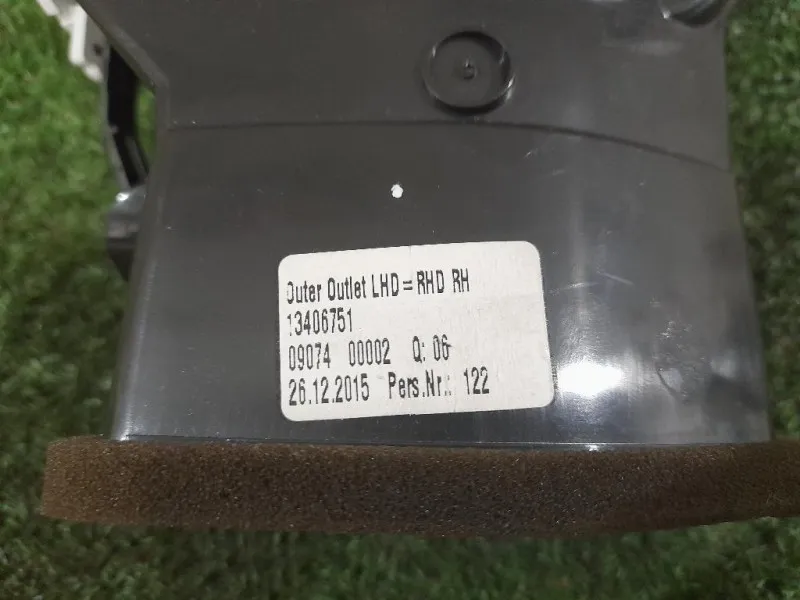 Outer Outlet LHD = RHD RH
13406751
09074 00002 Q: 06
26.12.2015 Pers.Nr.: 122